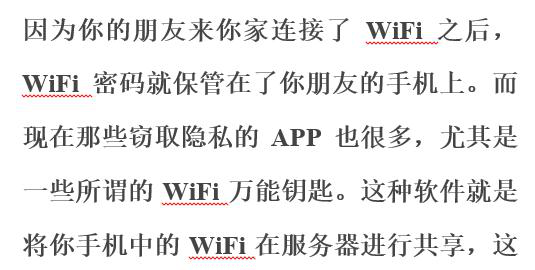 因为你的朋友来你家连接了 WiFi 之后，
WiFi 密码就保管在了你朋友的手机上。而
现在那些窃取隐私的 APP 也很多，尤其是
一些所谓的 WiFi 万能钥匙。这种软件就是
将你手机中的 WiFi 在服务器进行共享，这